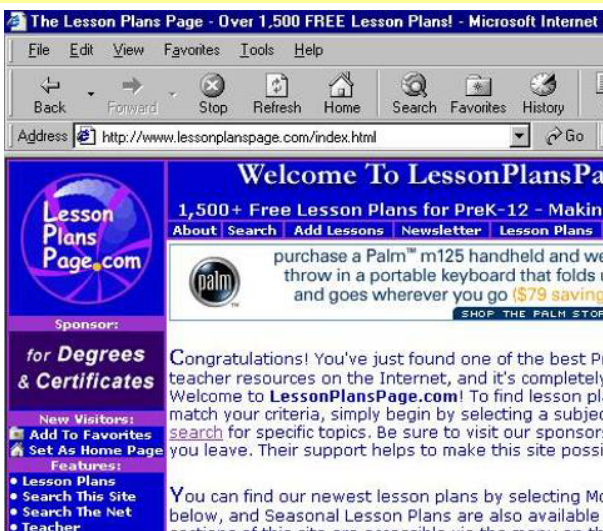 The Lesson Plans Page - Over 1,500 FREE Lesson Plans! - Microsoft Internet
File Edit View Favorites Tools Help
Back Forward Stop Refresh Home Search Favorites History
Address http://www.lessonplanspage.com/index.html Go
Welcome To LessonPlansPa
1,500+ Free Lesson Plans for PreK-12 - Makin
About Search Add Lessons Newsletter Lesson Plans
Lesson
Plans
Page.com
palm
purchase a Palm™ m125 handheld and we
throw in a portable keyboard that folds
and goes wherever you go ($79 saving
SHOP THE PALM STOR
Sponsor:
for Degrees
& Certificates
New Visitors:
Add To Favorites
Set As Home Page
Features:
Lesson Plans
Search This Site
Search The Net
Teacher
Congratulations! You've just found one of the best P
teacher resources on the Internet, and it's completely
Welcome to LessonPlansPage.com! To find lesson pl
match your criteria, simply begin by selecting a subjec
search for specific topics. Be sure to visit our sponsors
you leave. Their support helps to make this site possi
You can find our newest lesson plans by selecting Mo
below, and Seasonal Lesson Plans are also available